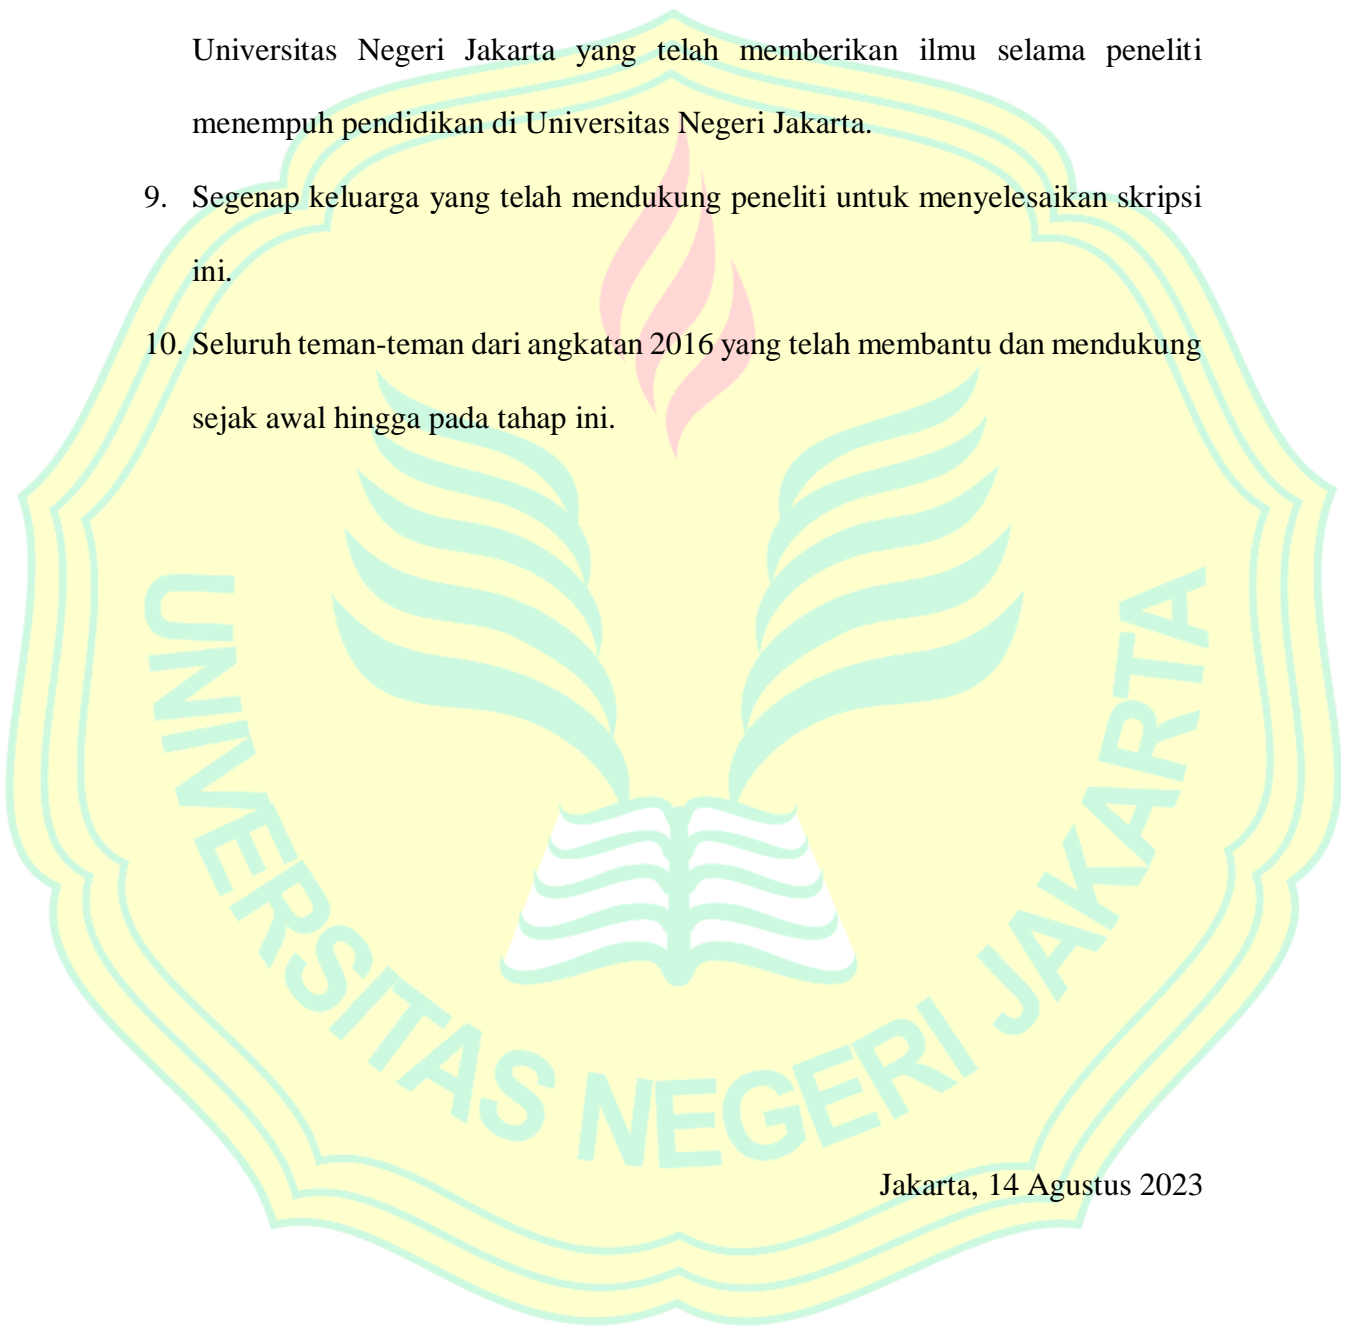 Universitas Negeri Jakarta yang telah memberikan ilmu selama peneliti
menempuh pendidikan di Universitas Negeri Jakarta.
9. Segenap keluarga yang telah mendukung peneliti untuk menyelesaikan skripsi
ini.
10. Seluruh teman-teman dari angkatan 2016 yang telah membantu dan mendukung
sejak awal hingga pada tahap ini.
UNIVERSITAS NEGERI JAKARTA
Jakarta, 14 Agustus 2023